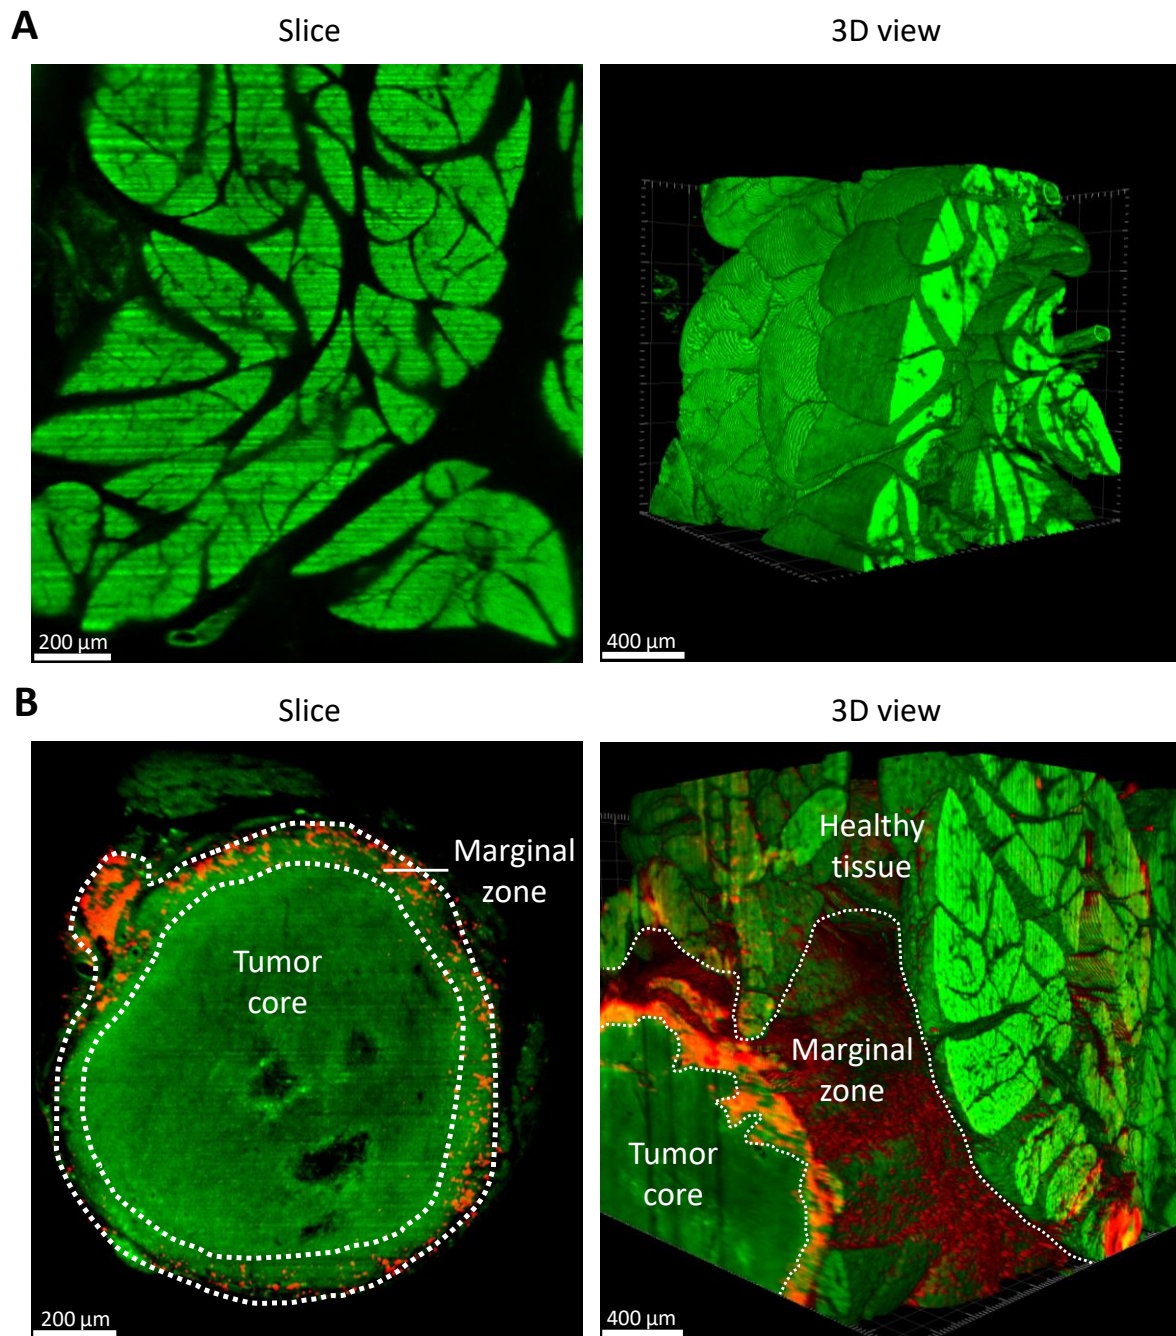 A
Slice
3D view
200 µm
400 µm
B
Slice
3D view
Marginal
zone
Tumor
core
200 µm
Healthy
tissue
Marginal
zone
Tumor
core
400 µm